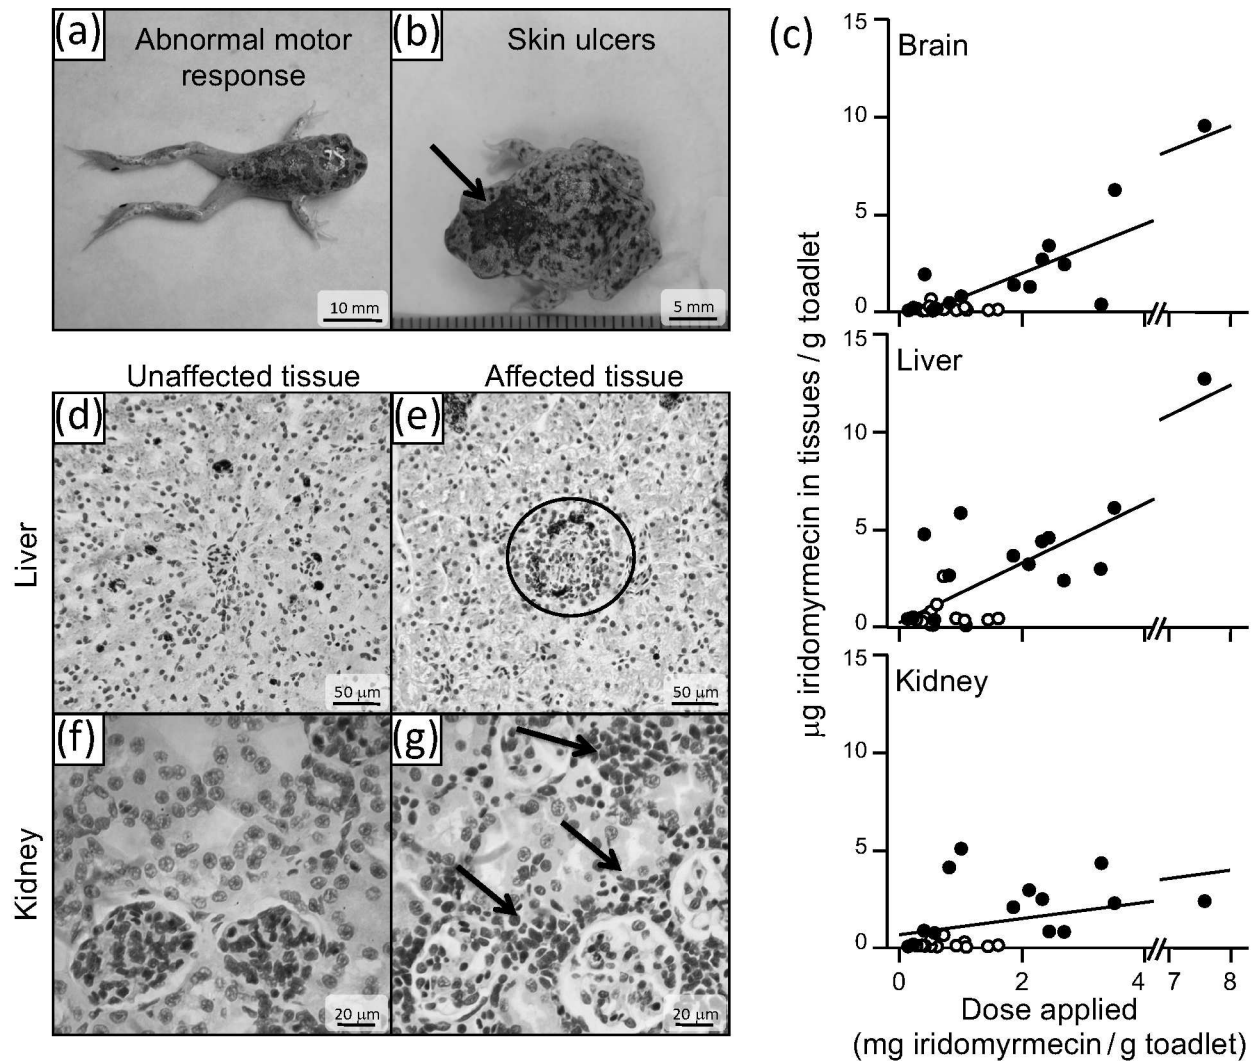 (a)
Abnormal motor
response
10 mm
(b)
Skin ulcers
5 mm
Unaffected tissue
Affected tissue
Liver
(d)
50 μm
(e)
50 μm
Kidney
(f)
20 μm
(g)
20 μm
(c)
μg iridomyrmecin in tissues / g toadlet
Brain
15
10
5
0
Liver
15
10
5
0
Kidney
15
10
5
0
0 2 4 7 8
Dose applied
(mg iridomyrmecin / g toadlet)